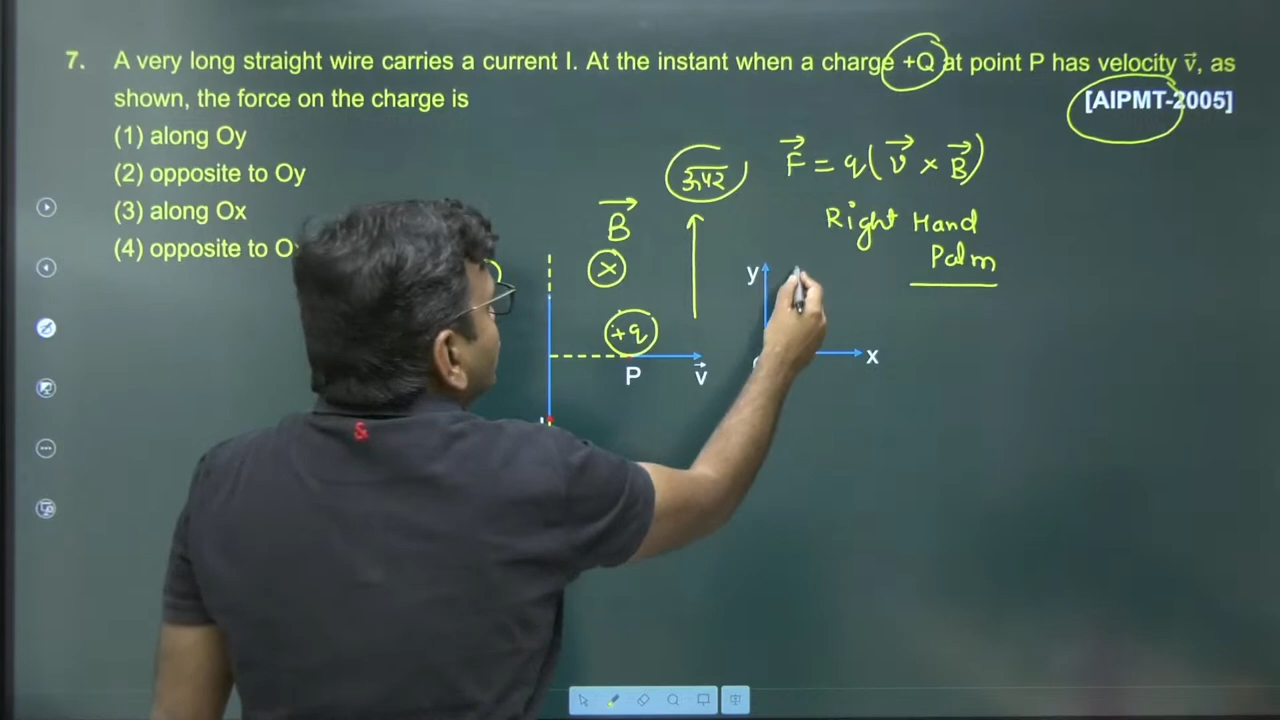 7. A very long straight wire carries a current I. At the instant when a charge +Q at point P has velocity v⃗, as
shown, the force on the charge is
[AIPMT-2005]
(1) along Oy
(2) opposite to Oy
(3) along Ox
(4) opposite to O
F⃗ = q(v⃗ × B⃗)
Right Hand
Palm
B⃗
×
+q
P
v⃗
y
x
&